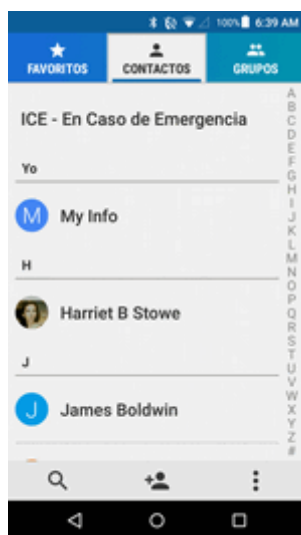 100% 6:39 AM
FAVORITOS CONTACTOS GRUPOS
ICE - En Caso de Emergencia
Yo
M My Info
H
Harriet B Stowe
J
J James Boldwin
A
B
C
D
E
F
G
H
I
J
K
L
M
N
O
P
Q
R
S
T
U
V
W
X
Y
Z
#